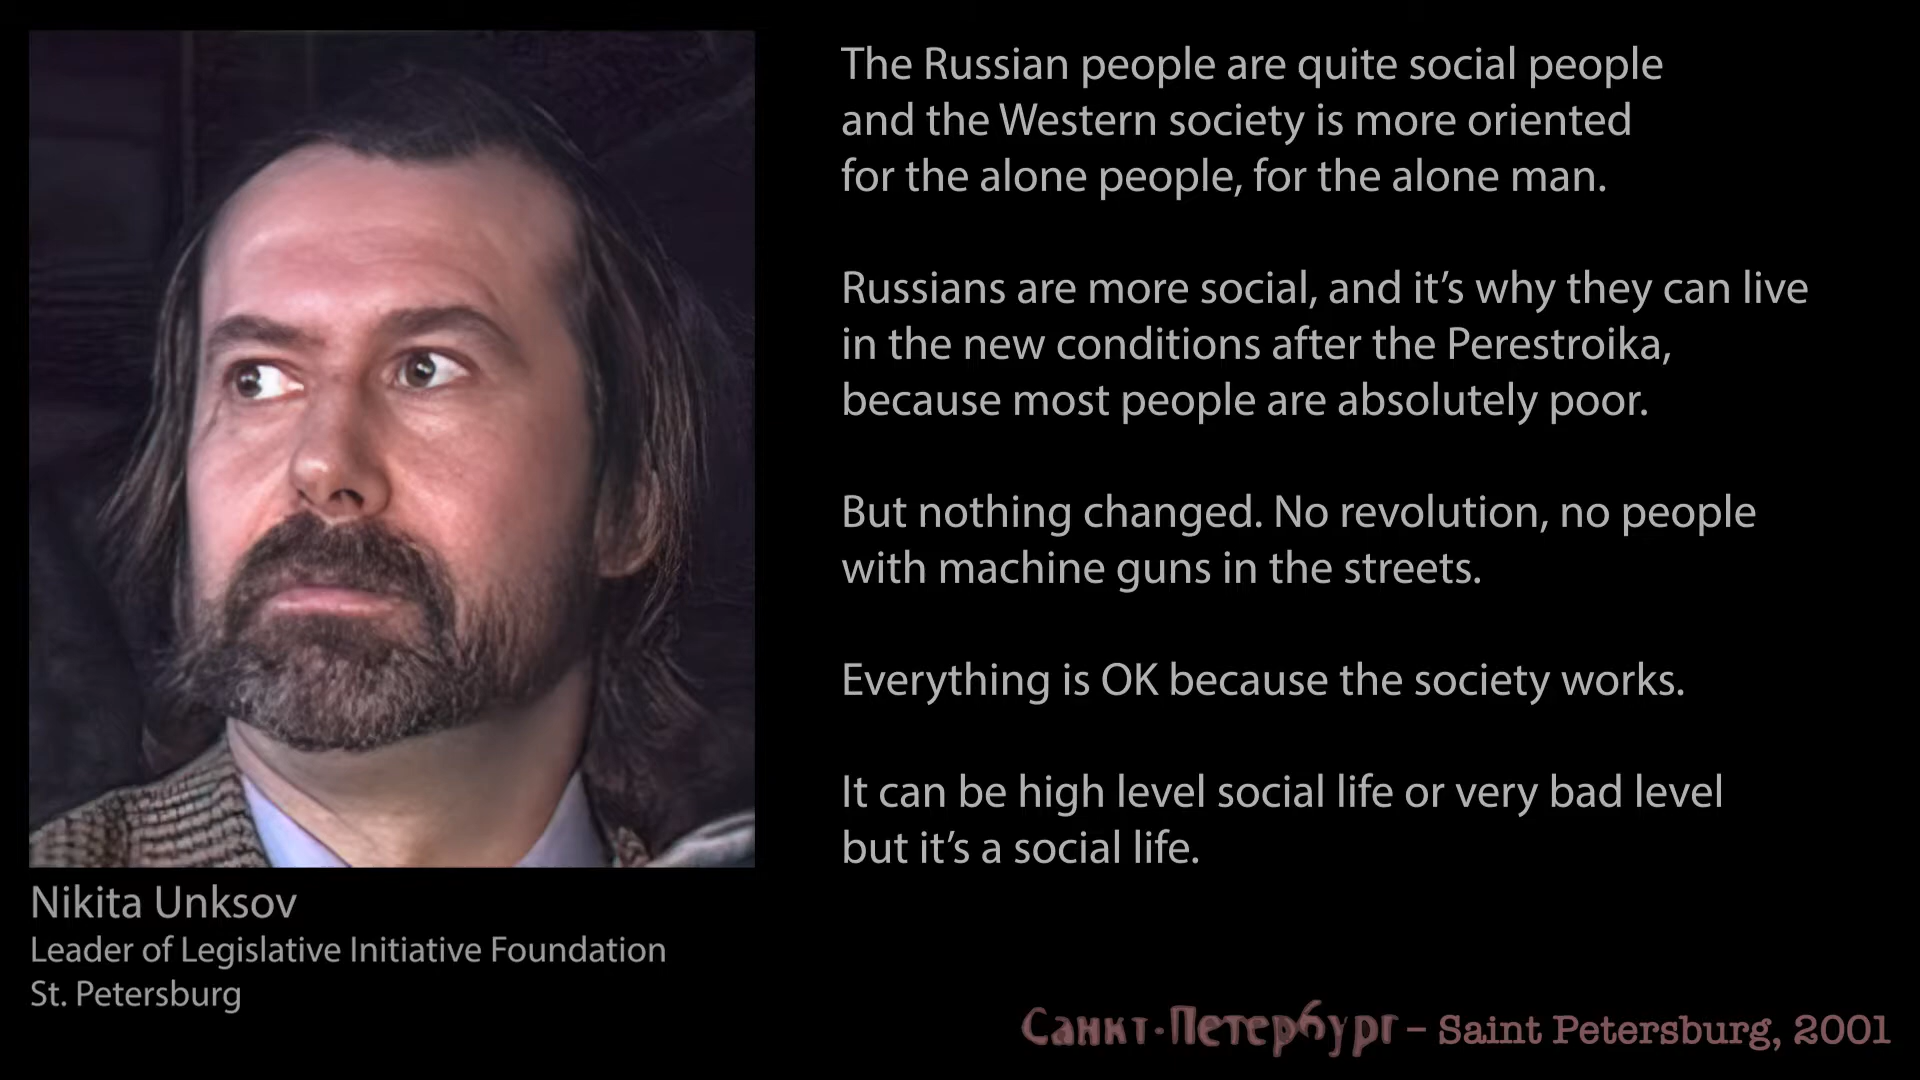 The Russian people are quite social people
and the Western society is more oriented
for the alone people, for the alone man.
Russians are more social, and it’s why they can live
in the new conditions after the Perestroika,
because most people are absolutely poor.
But nothing changed. No revolution, no people
with machine guns in the streets.
Everything is OK because the society works.
It can be high level social life or very bad level
but it’s a social life.
Nikita Unksov
Leader of Legislative Initiative Foundation
St. Petersburg
Санкт-Петербург – Saint Petersburg, 2001